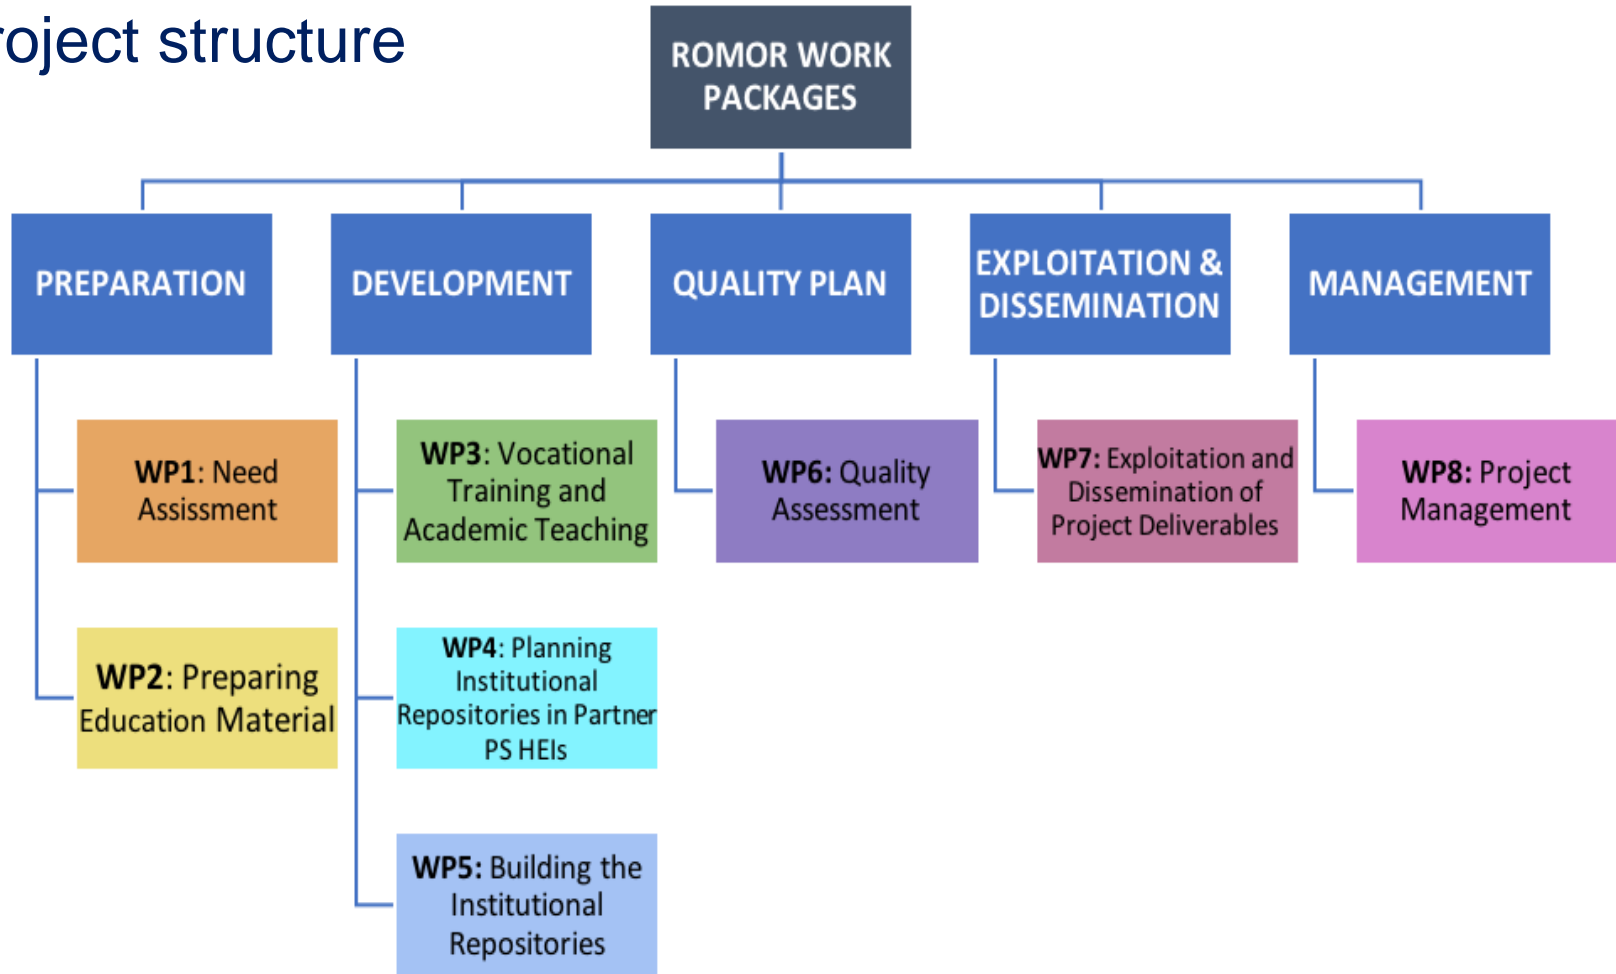 roject structure
ROMOR WORK
PACKAGES
PREPARATION
DEVELOPMENT
QUALITY PLAN
EXPLOITATION &
DISSEMINATION
MANAGEMENT
WP1: Need
Assissment
WP2: Preparing
Education Material
WP3: Vocational
Training and
Academic Teaching
WP4: Planning
Institutional
Repositories in Partner
PS HEIs
WP5: Building the
Institutional
Repositories
WP6: Quality
Assessment
WP7: Exploitation and
Dissemination of
Project Deliverables
WP8: Project
Management